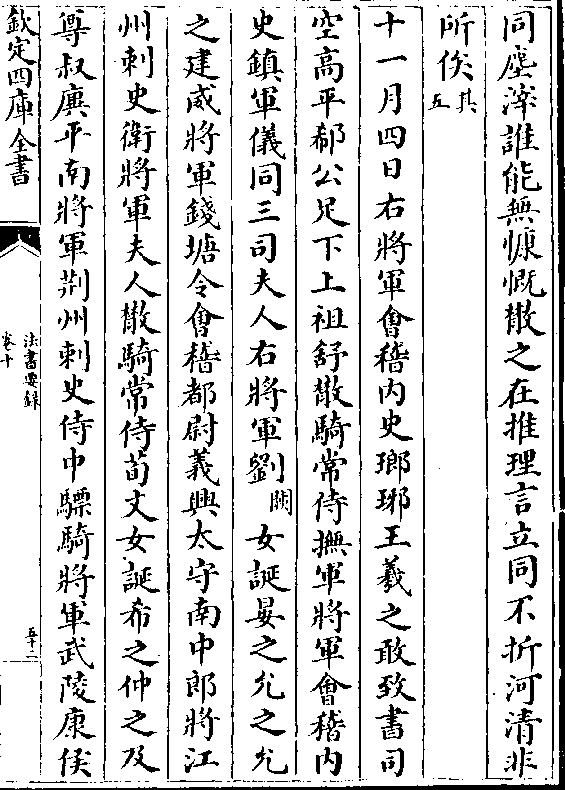 同塵滓誰能無慷慨散之在推理言立同不折河清非
所俟
其
五
十一月四日右將軍㑹稽内史瑯琊王羲之敢致書司
空高平郗公足下上祖舒散騎常侍撫軍將軍㑹稽内
史鎮軍儀同三司夫人右將軍劉闕女誕晏之允之允
之建威將軍錢塘令㑹稽都尉義興太守南中郎將江
州刺史衛將軍夫人散騎常侍荀文女誕希之仲之及
尊叔廙平南將軍荆州刺史侍中驃騎將軍武陵康侯
欽定四庫全書
法書要録
卷十
五十二